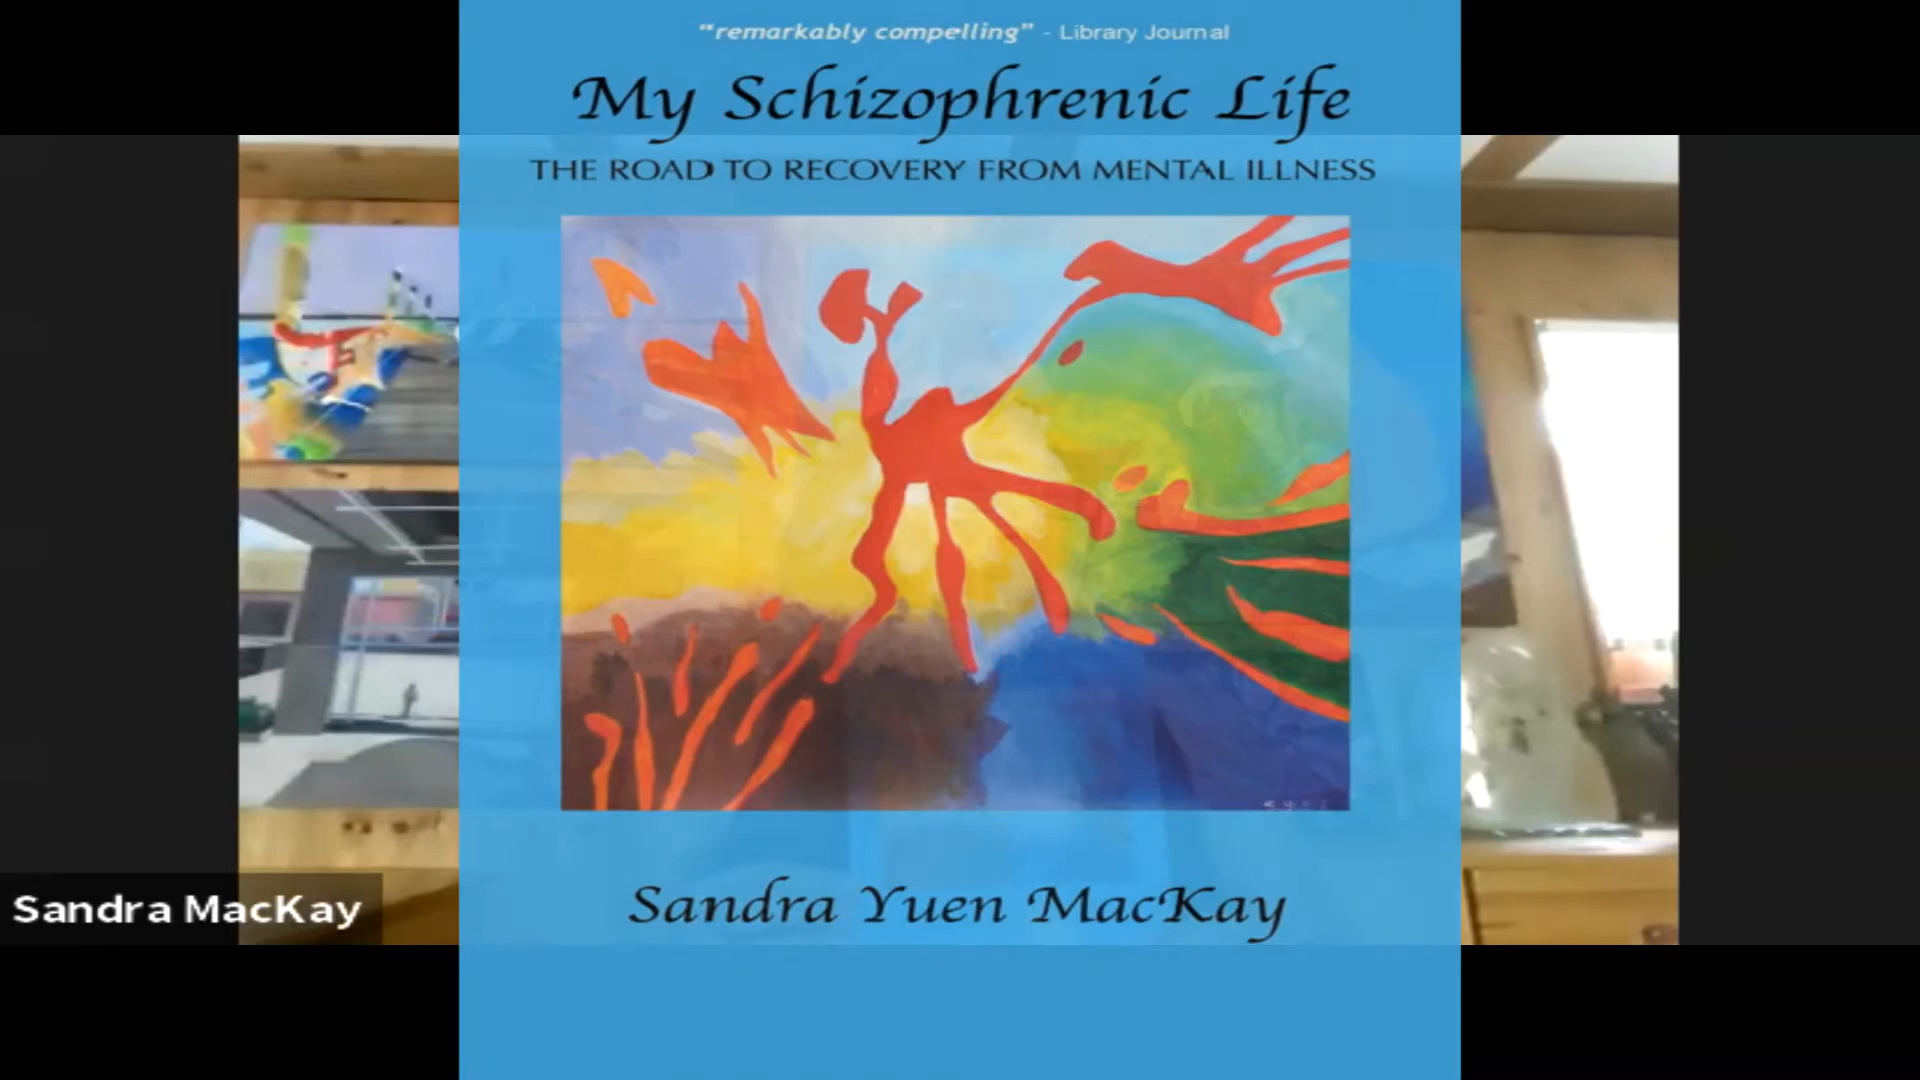 “remarkably compelling” - Library Journal
My Schizophrenic Life
THE ROAD TO RECOVERY FROM MENTAL ILLNESS
Sandra Yuen MacKay
Sandra MacKay